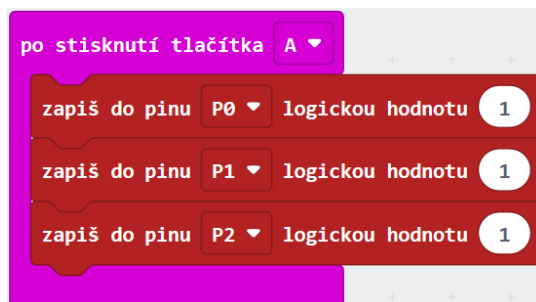 po stisknutí tlačítka A
zapiš do pinu P0 logickou hodnotu 1
zapiš do pinu P1 logickou hodnotu 1
zapiš do pinu P2 logickou hodnotu 1